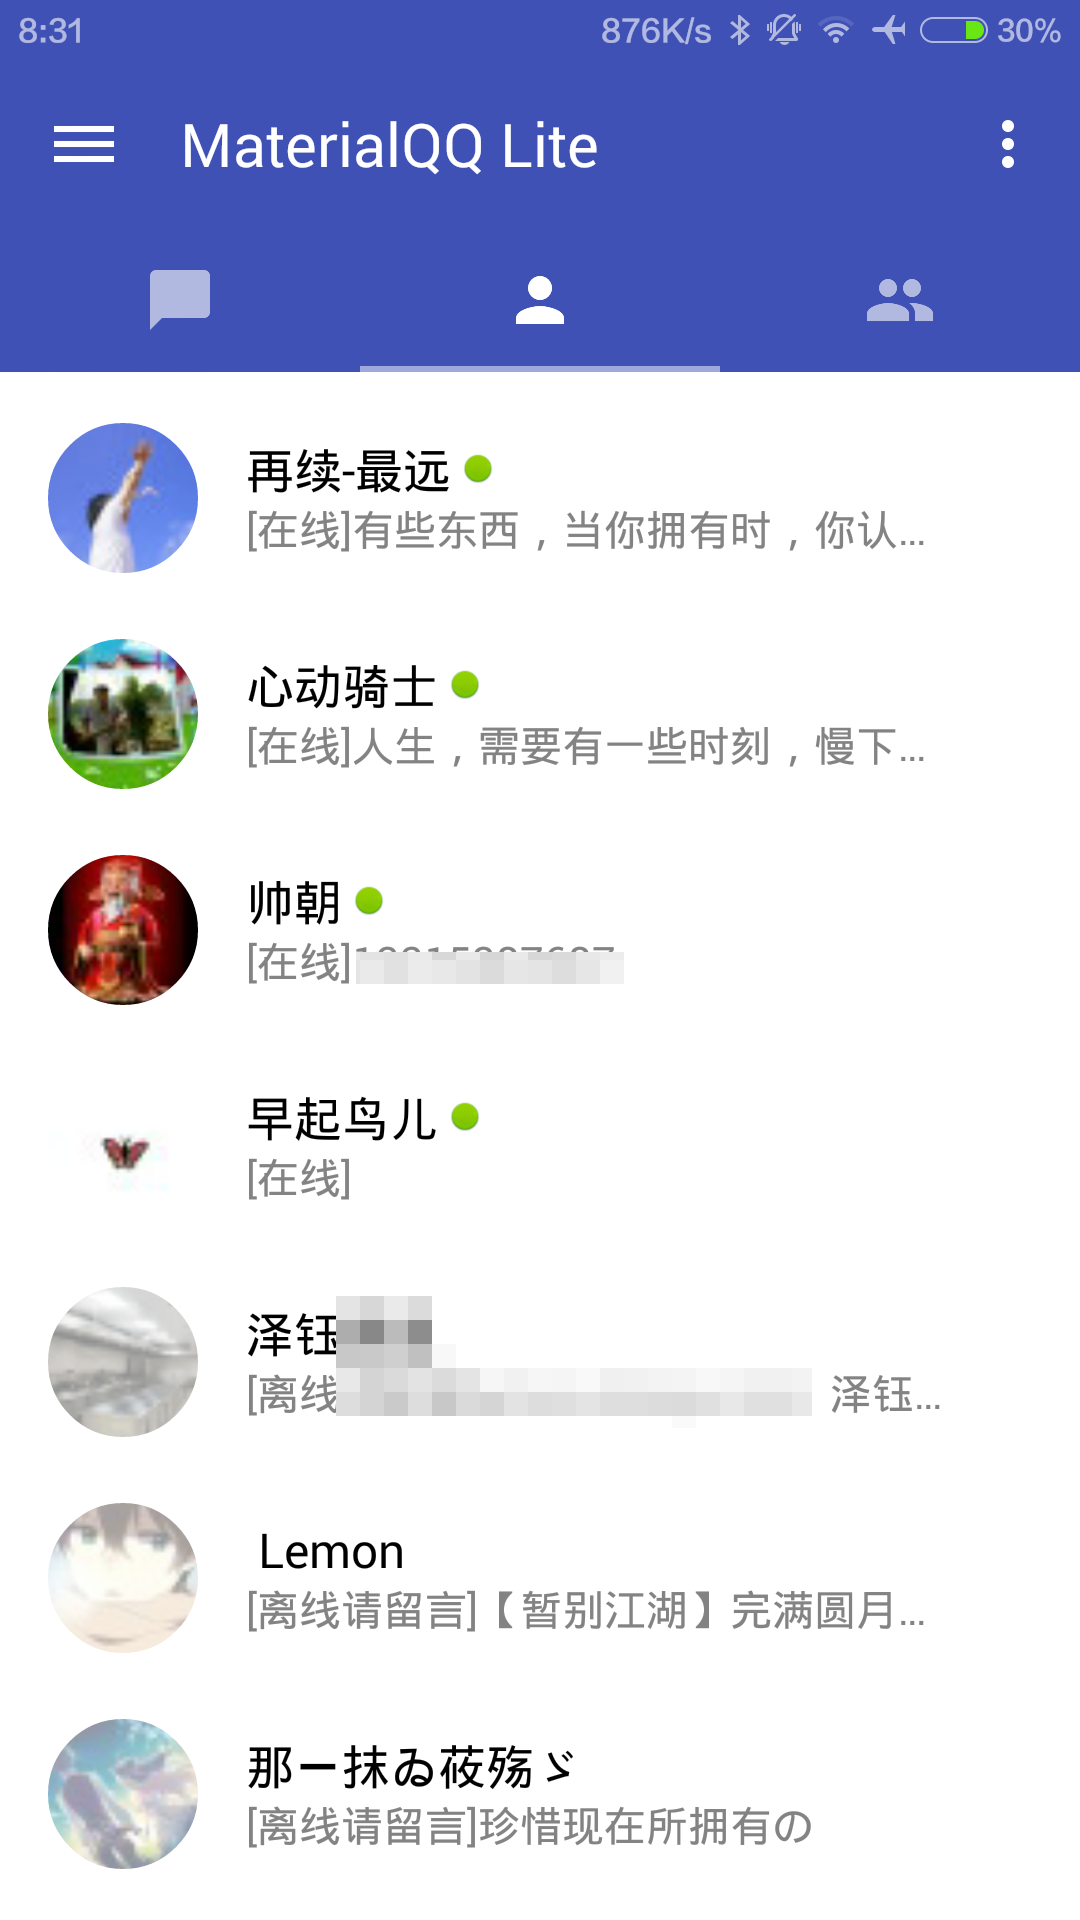 8:31 876K/s 30%
MaterialQQ Lite
再续-最远
[在线]有些东西，当你拥有时，你认...
心动骑士
[在线]人生，需要有一些时刻，慢下...
帅朝
[在线]
早起鸟儿
[在线]
泽钰
[离线 泽钰...
Lemon
[离线请留言]【暂别江湖】完满圆月...
那一抹ゐ莜殇ゞ
[离线请留言]珍惜现在所拥有の